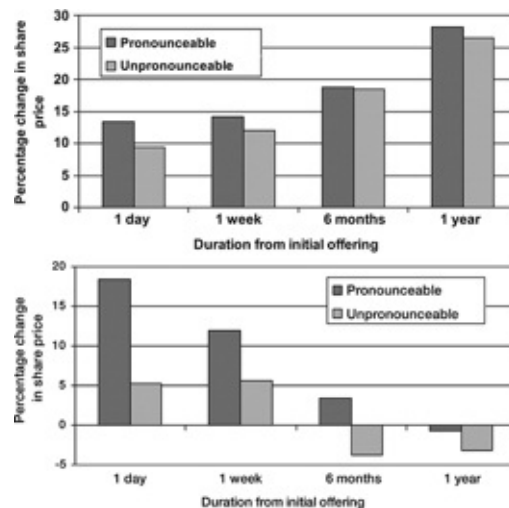 30
25
20
15
10
5
0
Percentage change in share
price
Pronounceable
Unpronounceable
1 day 1 week 6 months 1 year
Duration from initial offering
20
15
10
5
0
-5
Percentage change
in share price
Pronounceable
Unpronounceable
1 day 1 week 6 months 1 year
Duration from initial offering